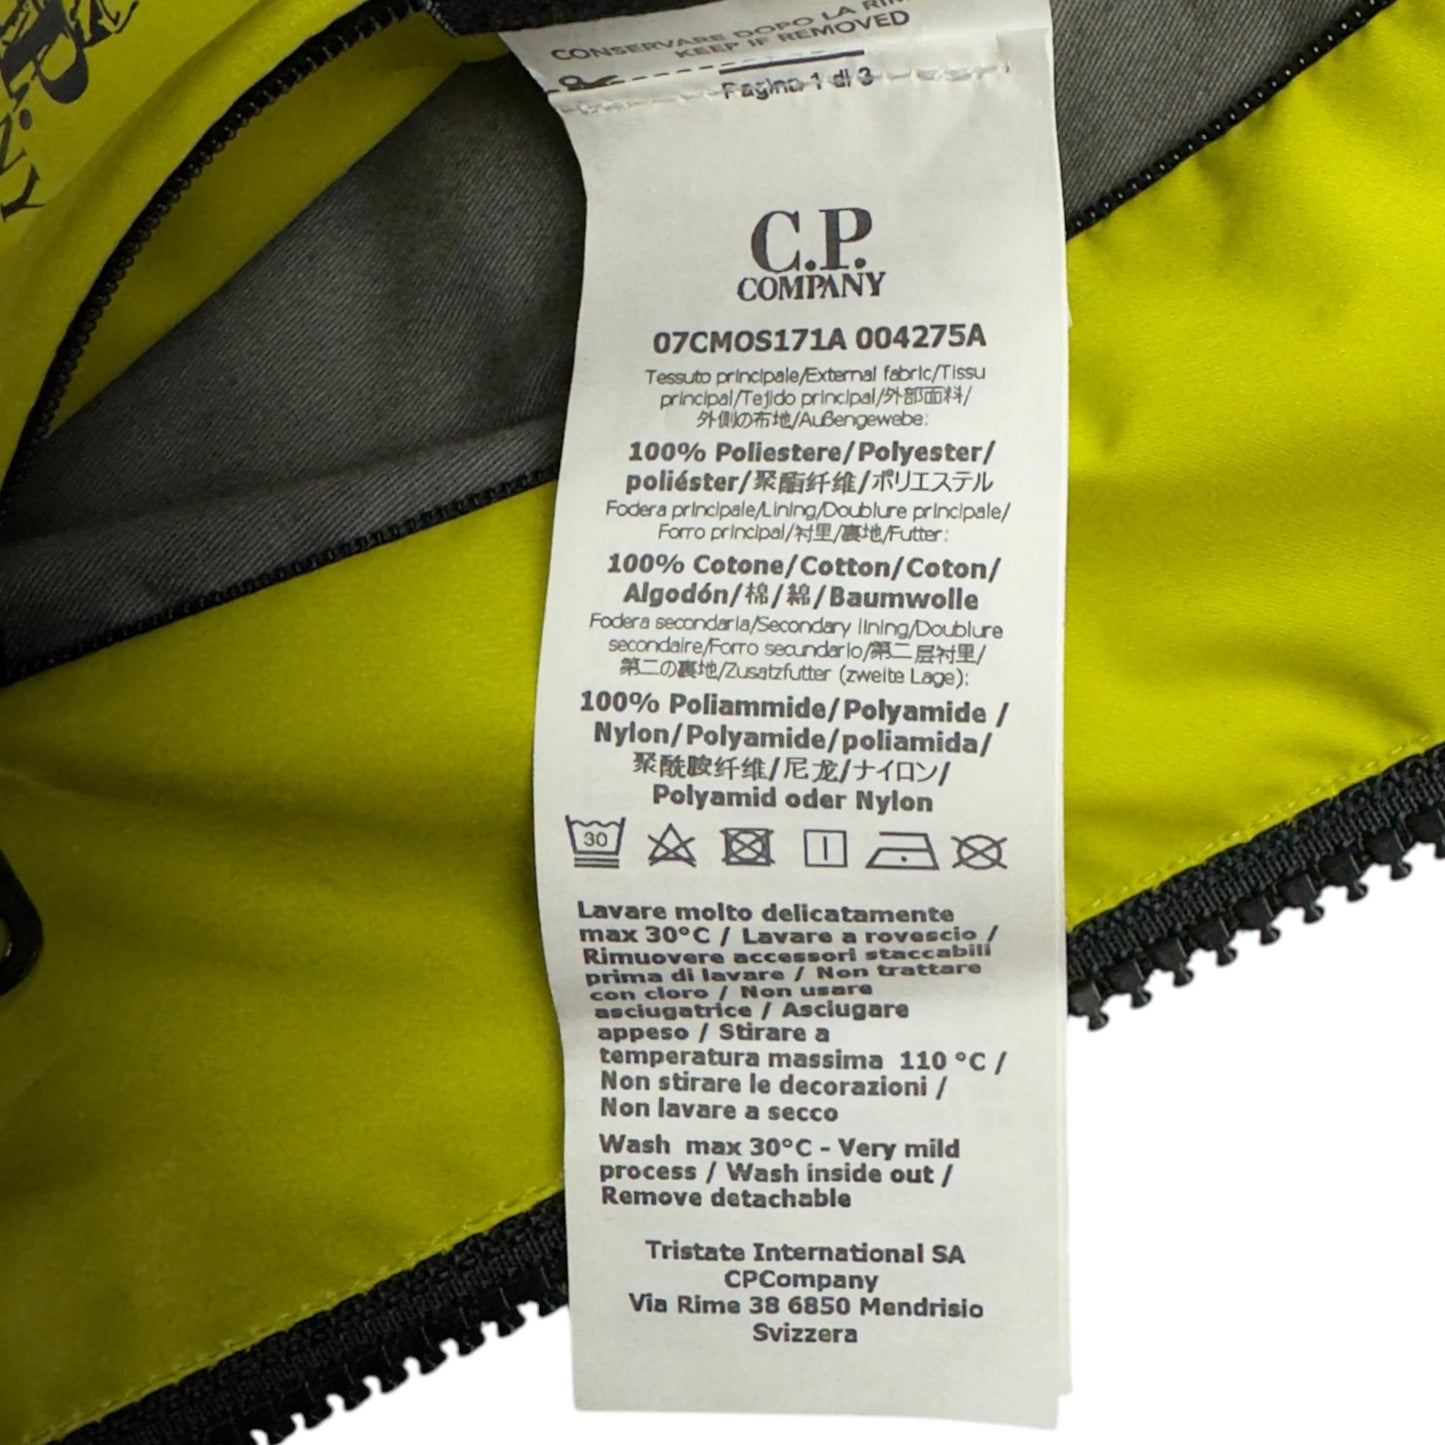 CONSERVARE DOPO LA
KEEP IF REMOVED
Pagina 1 di 3
C.P.
COMPANY
07CMOS171A 004275A
Tessuto principale/External fabric/Tissu
principal/Tejido principal/外部面料/
外側の布地/Außengewebe:
100% Poliestere/Polyester/
poliéster/聚酯纤维/ポリエステル
Fodera principale/Lining/Doublure principale/
Forro principal/衬里/裏地/Futter:
100% Cotone/Cotton/Coton/
Algodón/棉/綿/Baumwolle
Fodera secondaria/Secondary lining/Doublure
secondaire/Forro secundario/第二层衬里/
第二の裏地/Zusatzfutter (zweite Lage):
100% Poliammide/Polyamide /
Nylon/Polyamide/poliamida/
聚酰胺纤维/尼龙/ナイロン/
Polyamid oder Nylon
30
Lavare molto delicatamente
max 30°C / Lavare a rovescio /
Rimuovere accessori staccabili
prima di lavare / Non trattare
con cloro / Non usare
asciugatrice / Asciugare
appeso / Stirare a
temperatura massima 110 °C /
Non stirare le decorazioni /
Non lavare a secco
Wash max 30°C - Very mild
process / Wash inside out /
Remove detachable
Tristate International SA
CPCompany
Via Rime 38 6850 Mendrisio
Svizzera